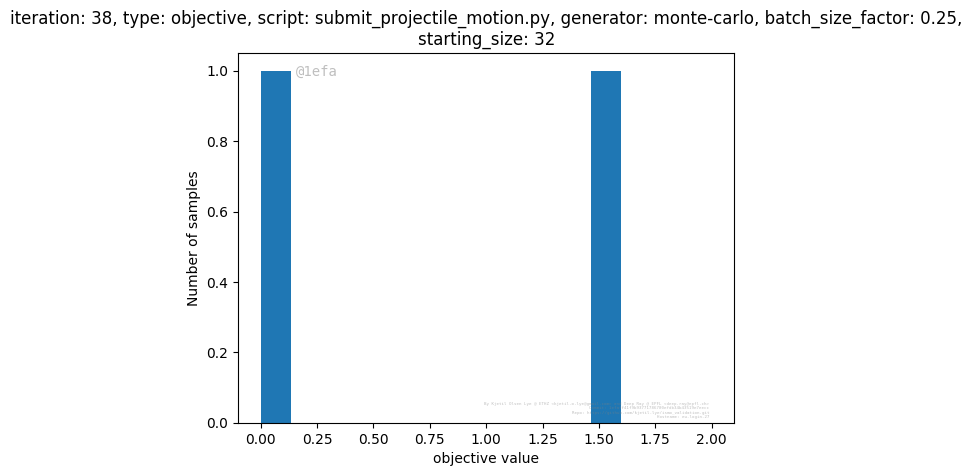 iteration: 38, type: objective, script: submit_projectile_motion.py, generator: monte-carlo, batch_size_factor: 0.25,
starting_size: 32
@1efa
1.0
0.8
0.6
0.4
0.2
0.0
Number of samples
0.00 0.25 0.50 0.75 1.00 1.25 1.50 1.75 2.00
objective value